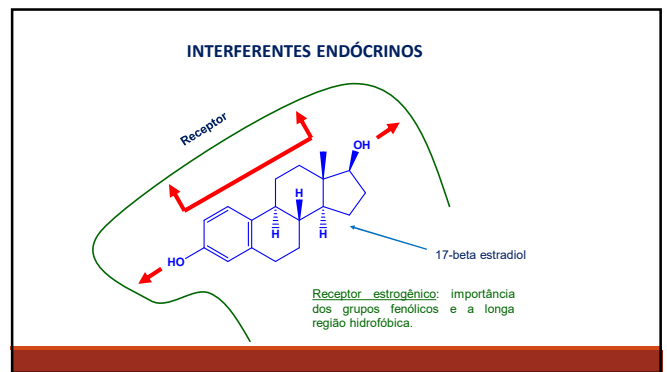 INTERFERENTES ENDÓCRINOS
Receptor
OH
H
H
H
HO
17-beta estradiol
Receptor estrogênico: importância
dos grupos fenólicos e a longa
região hidrofóbica.